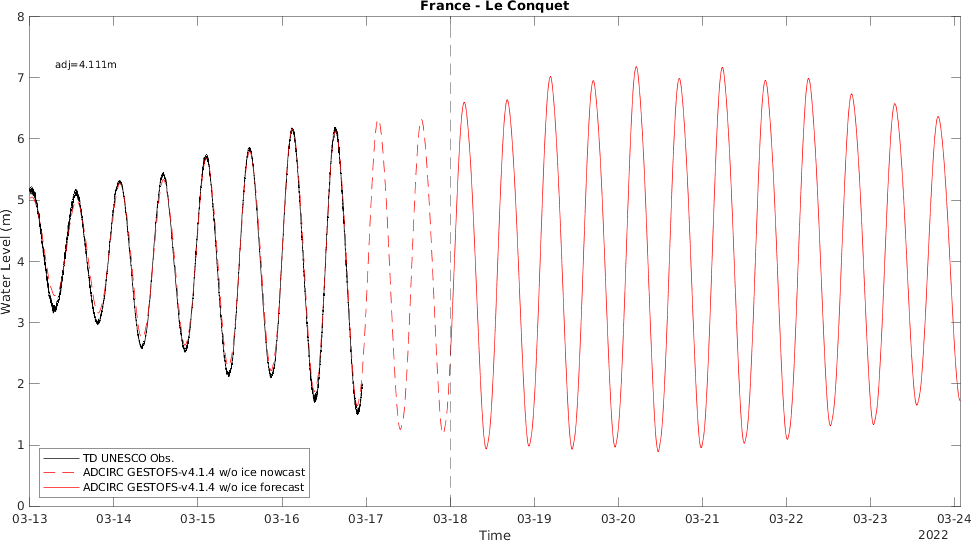 France - Le Conquet
adj=4.111m
8
7
6
5
4
3
2
1
0
Water Level (m)
TD UNESCO Obs.
ADCIRC GESTOFS-v4.1.4 w/o ice nowcast
ADCIRC GESTOFS-v4.1.4 w/o ice forecast
03-13 03-14 03-15 03-16 03-17 03-18 03-19 03-20 03-21 03-22 03-23 03-24
Time
2022